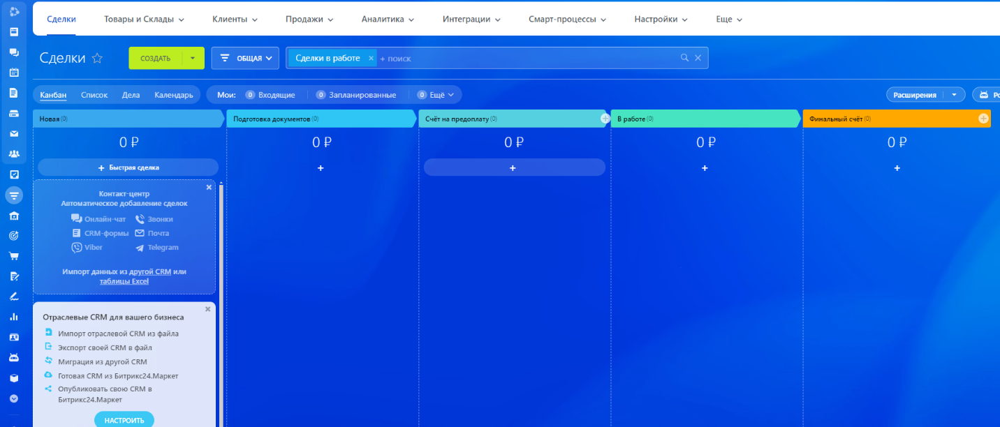 Сделки Товары и Склады Клиенты Продажи Аналитика Интеграции Смарт-процессы Настройки Еще
Сделки СОЗДАТЬ ОБЩАЯ Сделки в работе × + поиск
Канбан Список Дела Календарь Мои: 0 Входящие 0 Запланированные 0 Ещё Расширения
Новая (0) Подготовка документов (0) Счёт на предоплату (0) + В работе (0) Финальный счёт (0) +
0 ₽ 0 ₽ 0 ₽ 0 ₽ 0 ₽
+ Быстрая сделка + + + +
Контакт-центр
Автоматическое добавление сделок
Онлайн-чат Звонки
CRM-формы Почта
Viber Telegram
Импорт данных из другой CRM или
таблицы Excel
Отраслевые CRM для вашего бизнеса
Импорт отраслевой CRM из файла
Экспорт своей CRM в файл
Миграция из другой CRM
Готовая CRM из Битрикс24.Маркет
Опубликовать свою CRM в
Битрикс24.Маркет
НАСТРОИТЬ